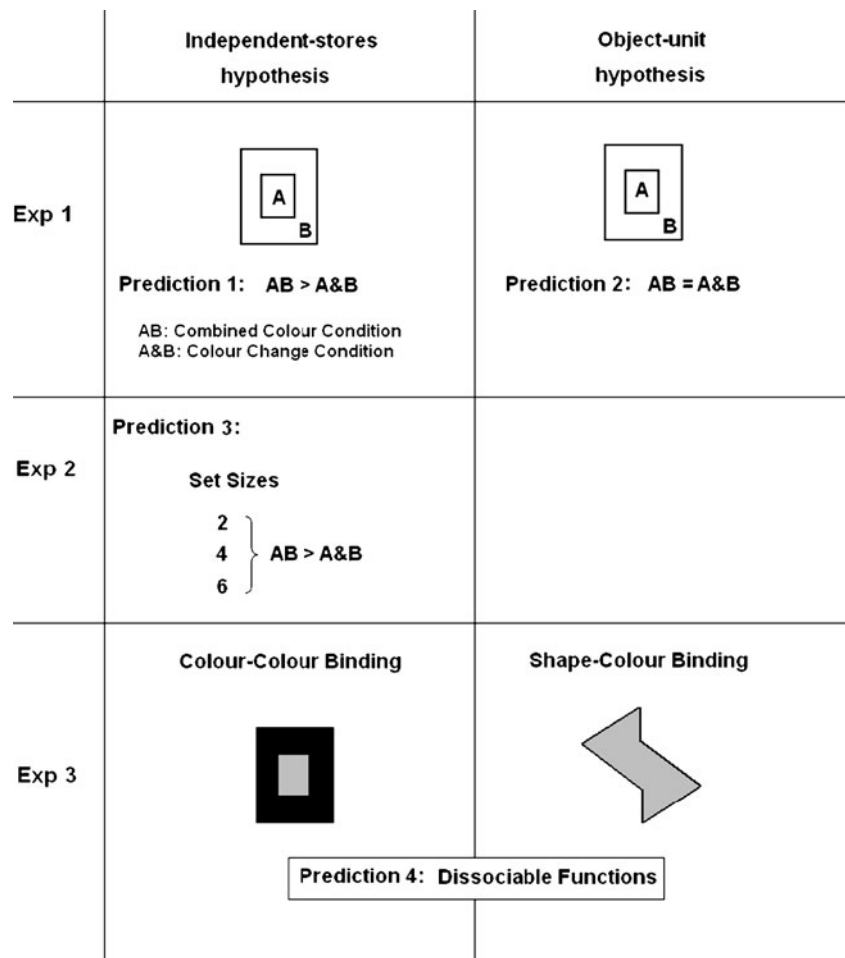 Independent-stores
hypothesis
Object-unit
hypothesis
Exp 1
A
B
Prediction 1: AB > A&B
AB: Combined Colour Condition
A&B: Colour Change Condition
A
B
Prediction 2: AB = A&B
Exp 2
Prediction 3:
Set Sizes
2
4
6
AB > A&B
Exp 3
Colour-Colour Binding
Shape-Colour Binding
Prediction 4: Dissociable Functions